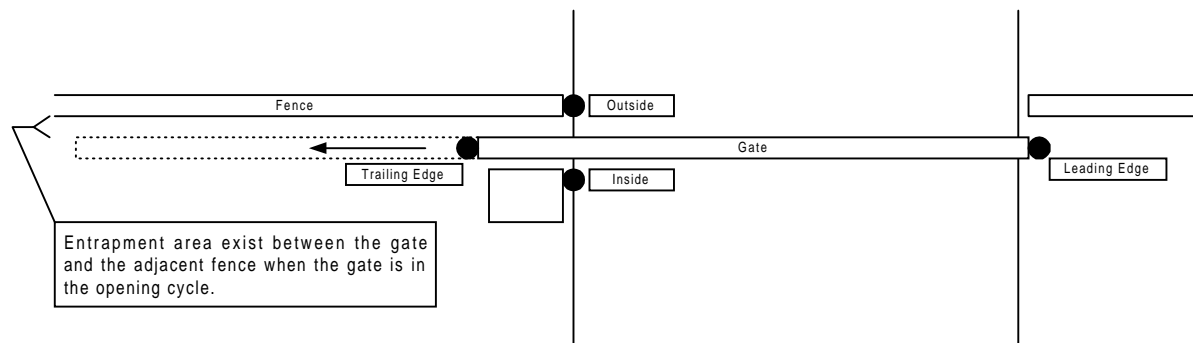 Fence
Outside
Gate
Trailing Edge
Inside
Leading Edge
Entrapment area exist between the gate
and the adjacent fence when the gate is in
the opening cycle.